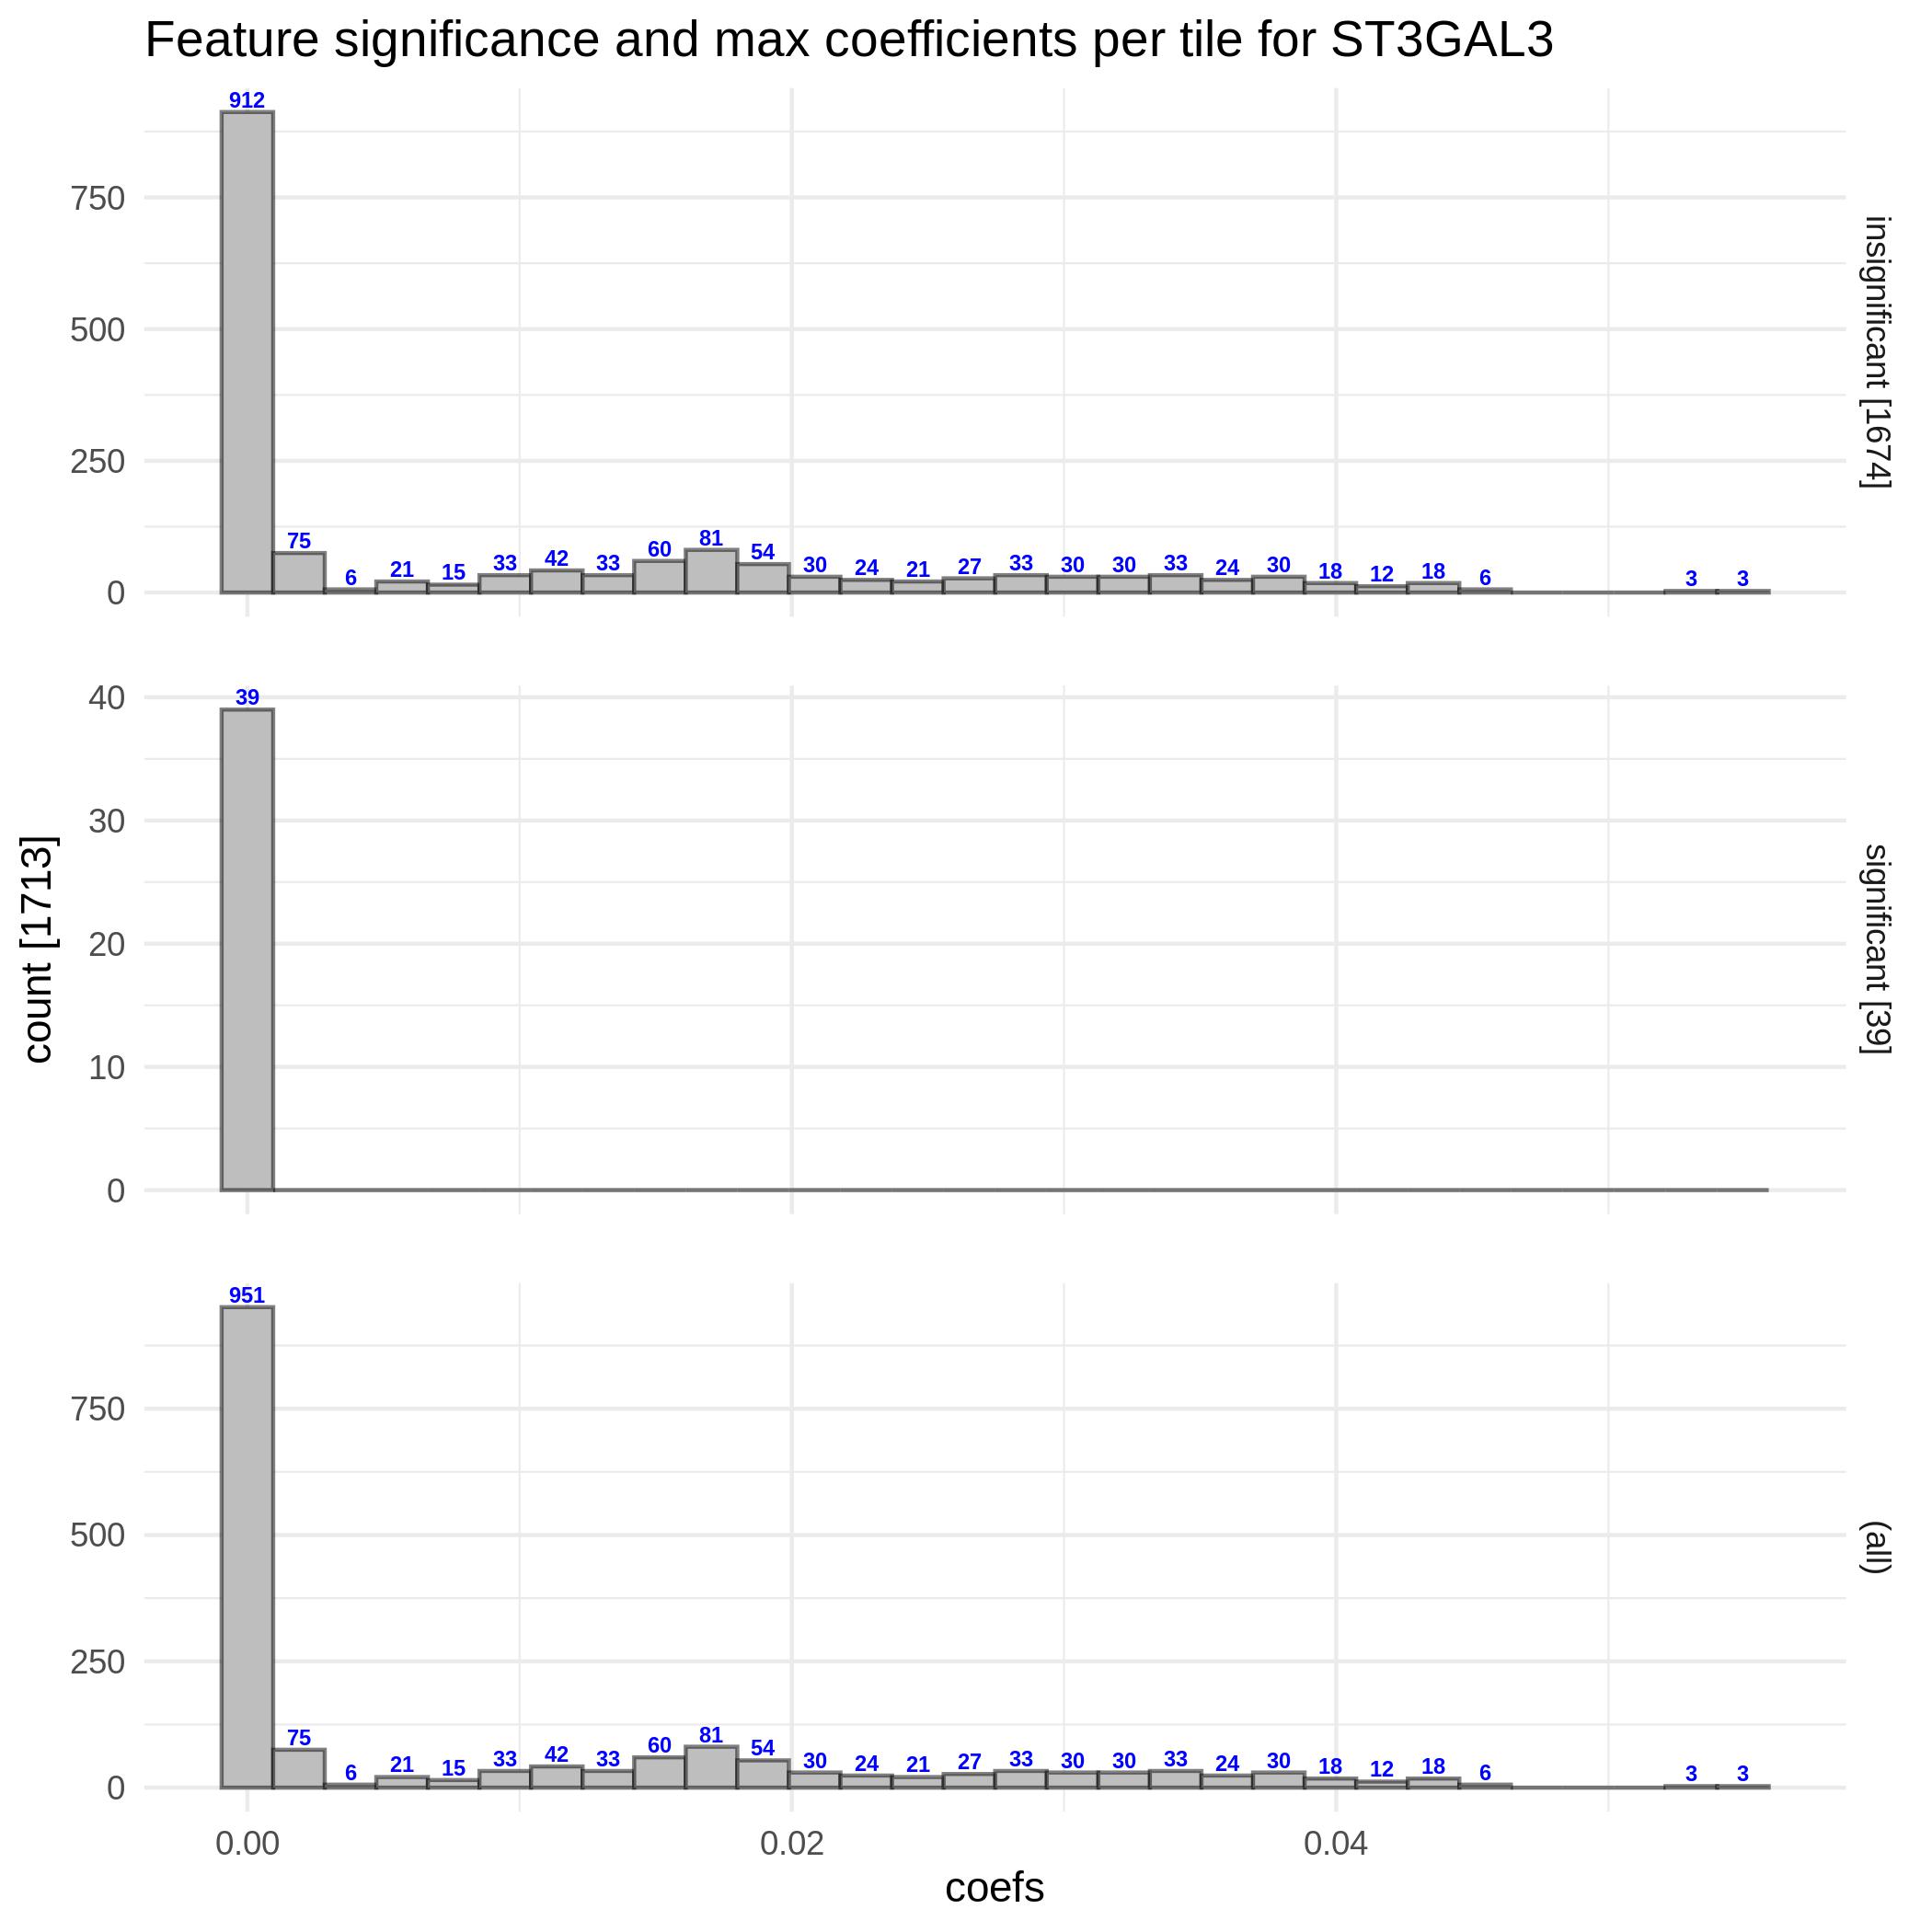 Feature significance and max coefficients per tile for ST3GAL3
912
75 6 21 15 33 42 33 60 81 54 30 24 21 27 33 30 30 33 24 30 18 12 18 6 3 3
750
500
250
0
insignificant [1674]
39
40
30
20
10
0
significant [39]
count [1713]
951
75 6 21 15 33 42 33 60 81 54 30 24 21 27 33 30 30 33 24 30 18 12 18 6 3 3
750
500
250
0
(all)
0.00 0.02 0.04
coefs